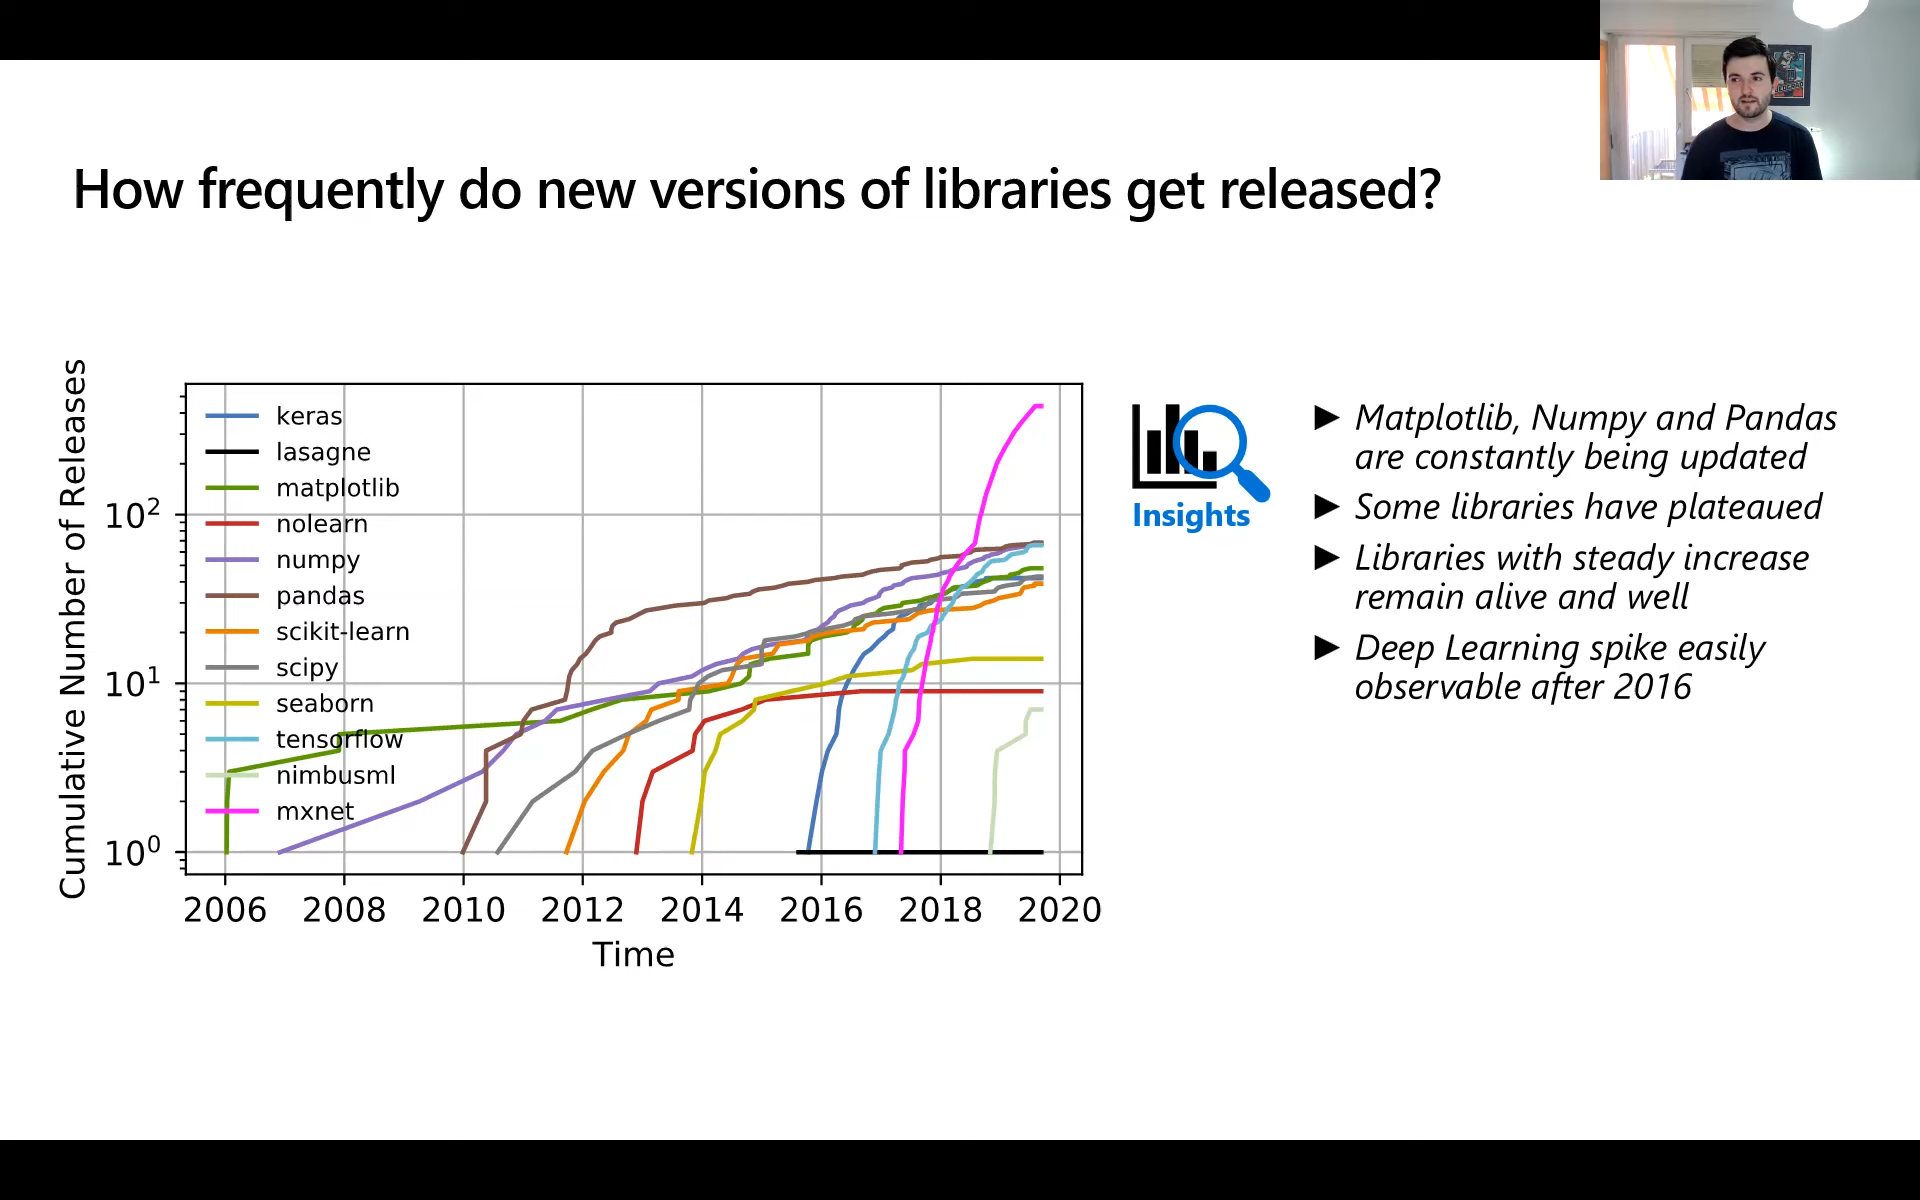 How frequently do new versions of libraries get released?
Cumulative Number of Releases
10²
10¹
10⁰
keras
lasagne
matplotlib
nolearn
numpy
pandas
scikit-learn
scipy
seaborn
tensorflow
nimbusml
mxnet
2006 2008 2010 2012 2014 2016 2018 2020
Time
Insights
► Matplotlib, Numpy and Pandas
are constantly being updated
► Some libraries have plateaued
► Libraries with steady increase
remain alive and well
► Deep Learning spike easily
observable after 2016